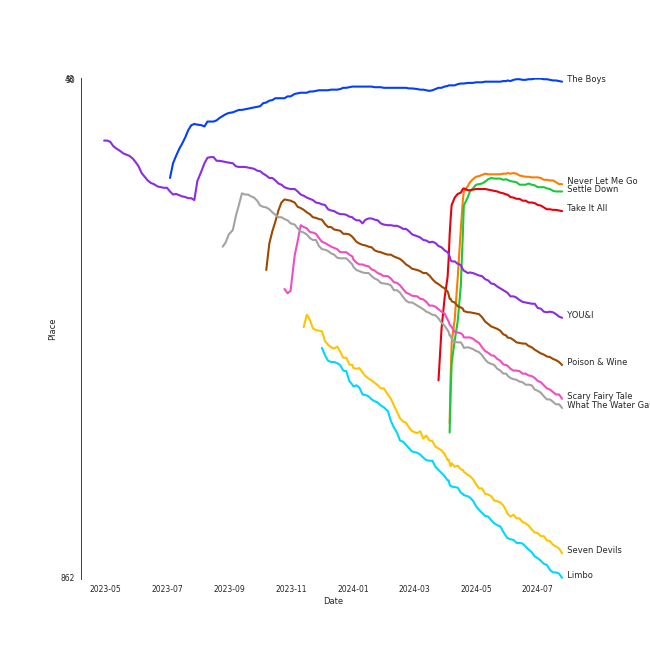 The Boys
Never Let Me Go
Settle Down
Take It All
Place
YOU&I
Poison & Wine
Scary Fairy Tale
What The Water Ga
Seven Devils
862
Limbo
2023-05 2023-07 2023-09 2023-11 2024-01 2024-03 2024-05 2024-07
Date